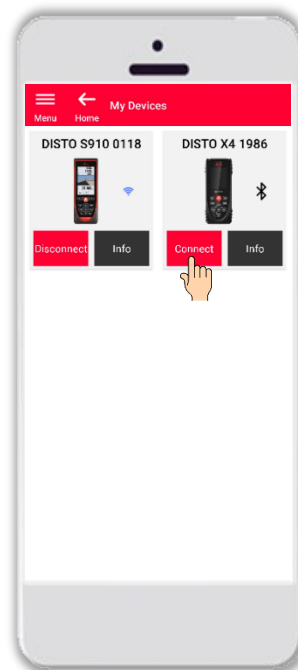 Menu
Home
My Devices
DISTO S910 0118
DISTO X4 1986
Disconnect
Info
Connect
Info